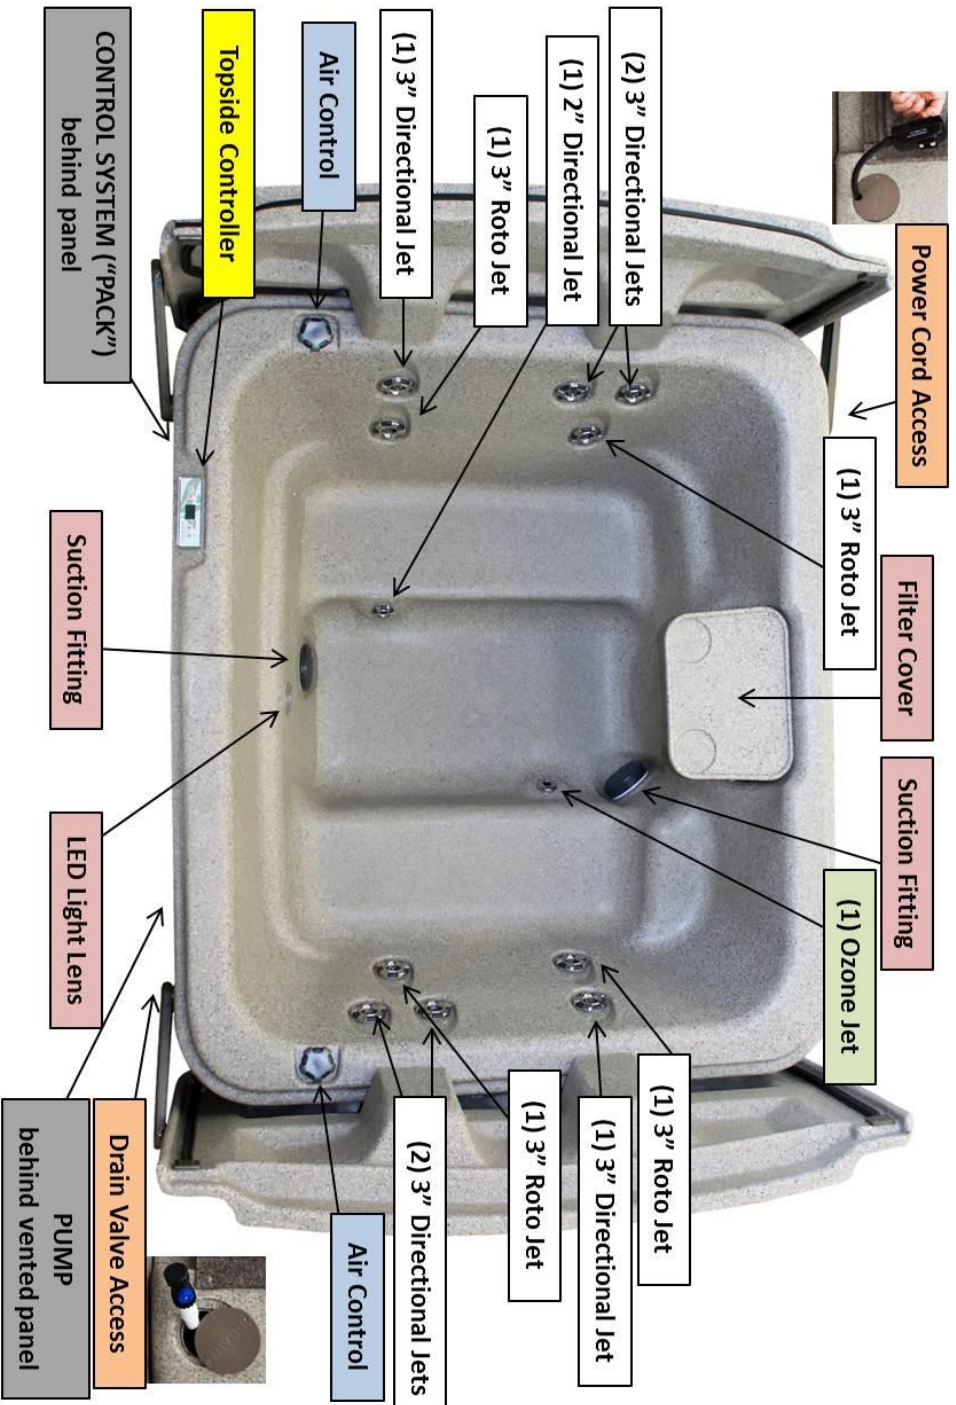 Power Cord Access
Filter Cover
Suction Fitting
(1) 3” Roto Jet
(1) Ozone Jet
(2) 3” Directional Jets
(1) 3” Roto Jet
(1) 2” Directional Jet
(1) 3” Directional Jet
(1) 3” Roto Jet
(1) 3” Roto Jet
(1) 3” Directional Jet
(2) 3” Directional Jets
Air Control
Air Control
Topside Controller
CONTROL SYSTEM (“PACK”)
behind panel
Suction Fitting
LED Light Lens
Drain Valve Access
PUMP
behind vented panel